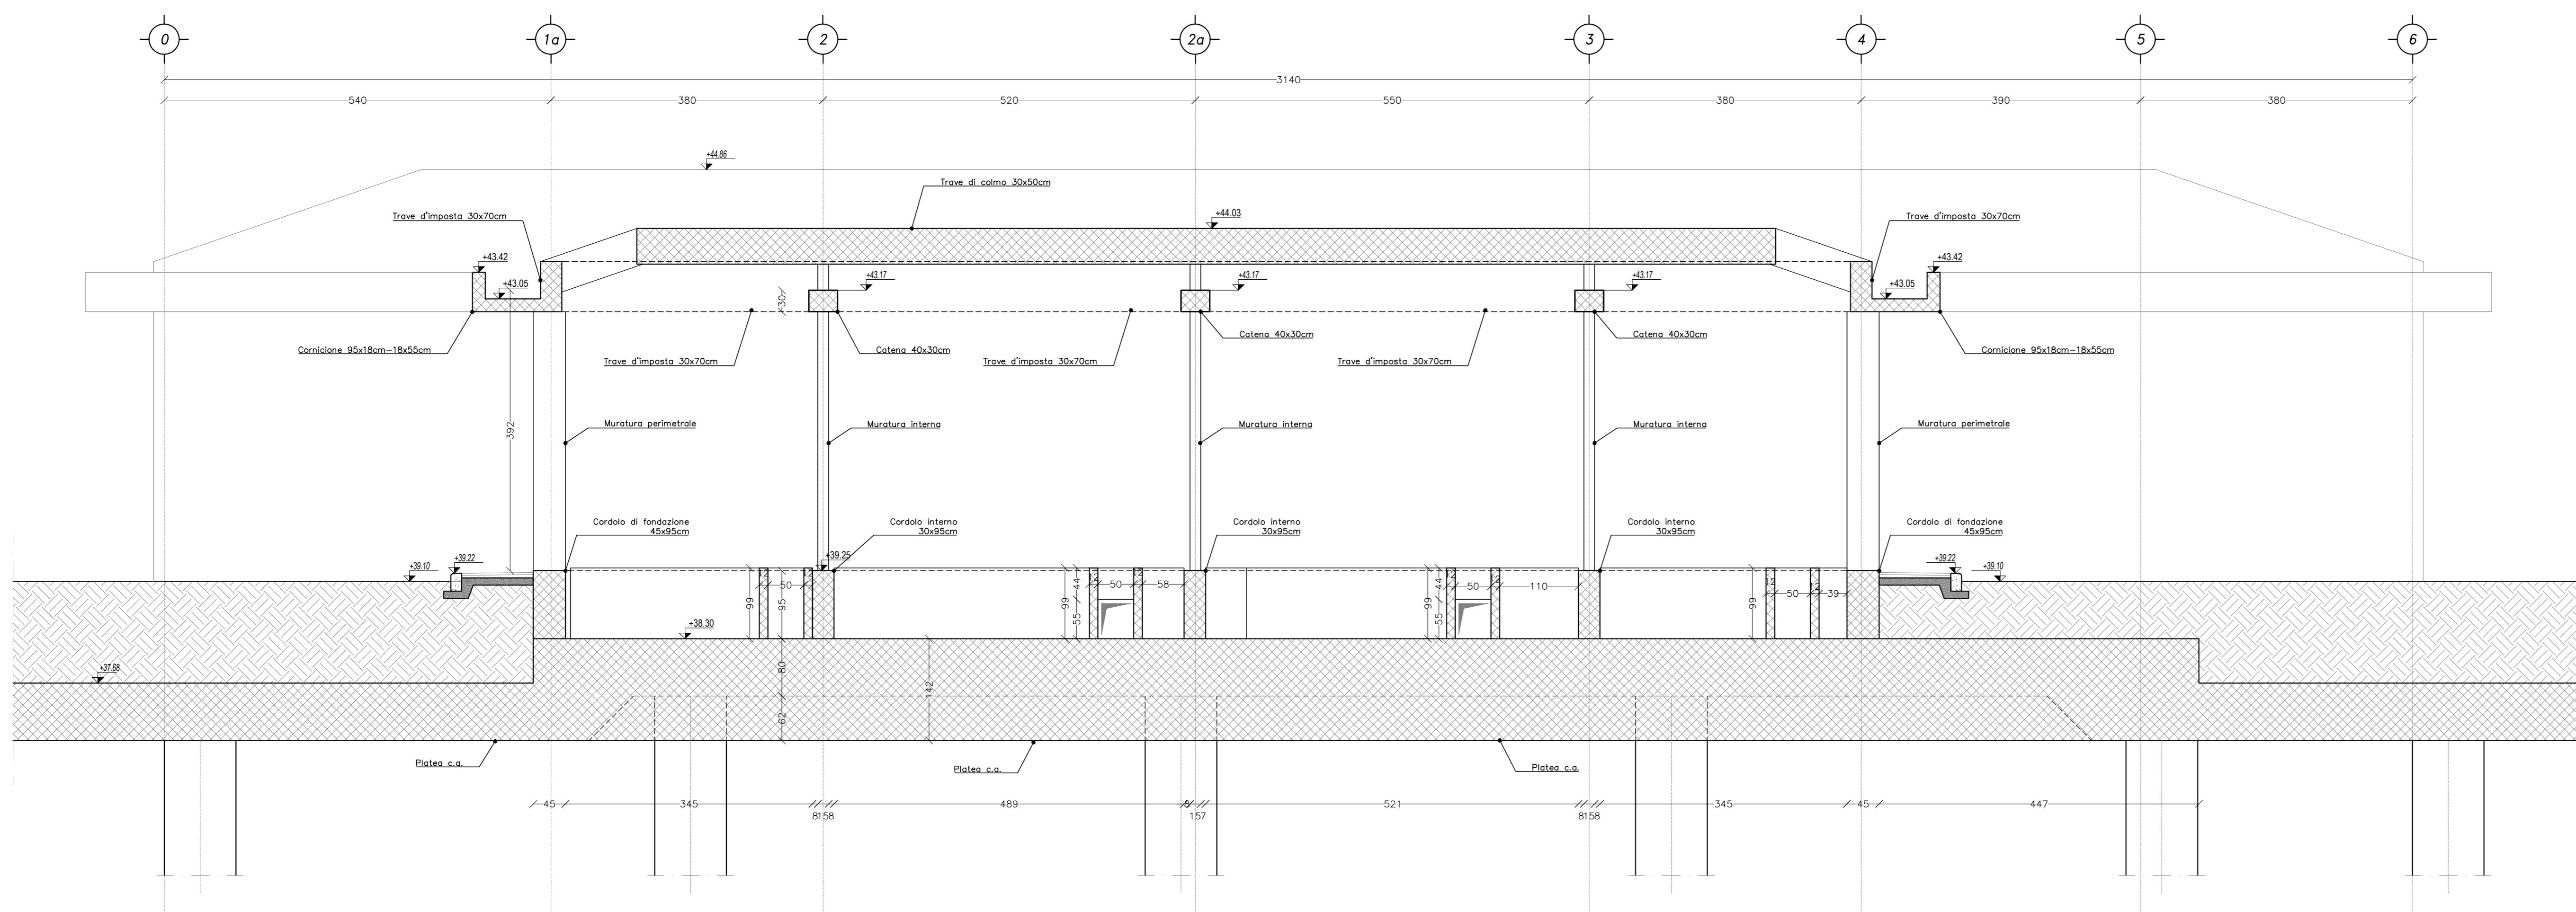 0
1a
2
2a
3
4
5
6
3140
540
380
520
550
380
390
380
+44.86
Trave di colmo 30x50cm
Trave d'imposta 30x70cm
+44.03
Trave d'imposta 30x70cm
+43.42
+43.42
+43.05
+43.17
+43.17
+43.17
+43.05
30
Cornicione 95x18cm-18x55cm
Trave d'imposta 30x70cm
Catena 40x30cm
Trave d'imposta 30x70cm
Catena 40x30cm
Trave d'imposta 30x70cm
Catena 40x30cm
Cornicione 95x18cm-18x55cm
392
Muratura perimetrale
Muratura interna
Muratura interna
Muratura interna
Muratura perimetrale
Cordolo di fondazione
45x95cm
Cordolo interno
30x95cm
Cordolo interno
30x95cm
Cordolo interno
30x95cm
Cordolo di fondazione
45x95cm
+39.10
+39.22
+39.25
+39.22
+39.10
99
12
50
12
95
99
44
55
12
50
12
58
99
44
55
12
50
12
110
99
12
50
12
39
+38.30
+37.68
80
142
62
Platea c.a.
Platea c.a.
Platea c.a.
45
345
489
8
521
345
45
447
8158
157
8158